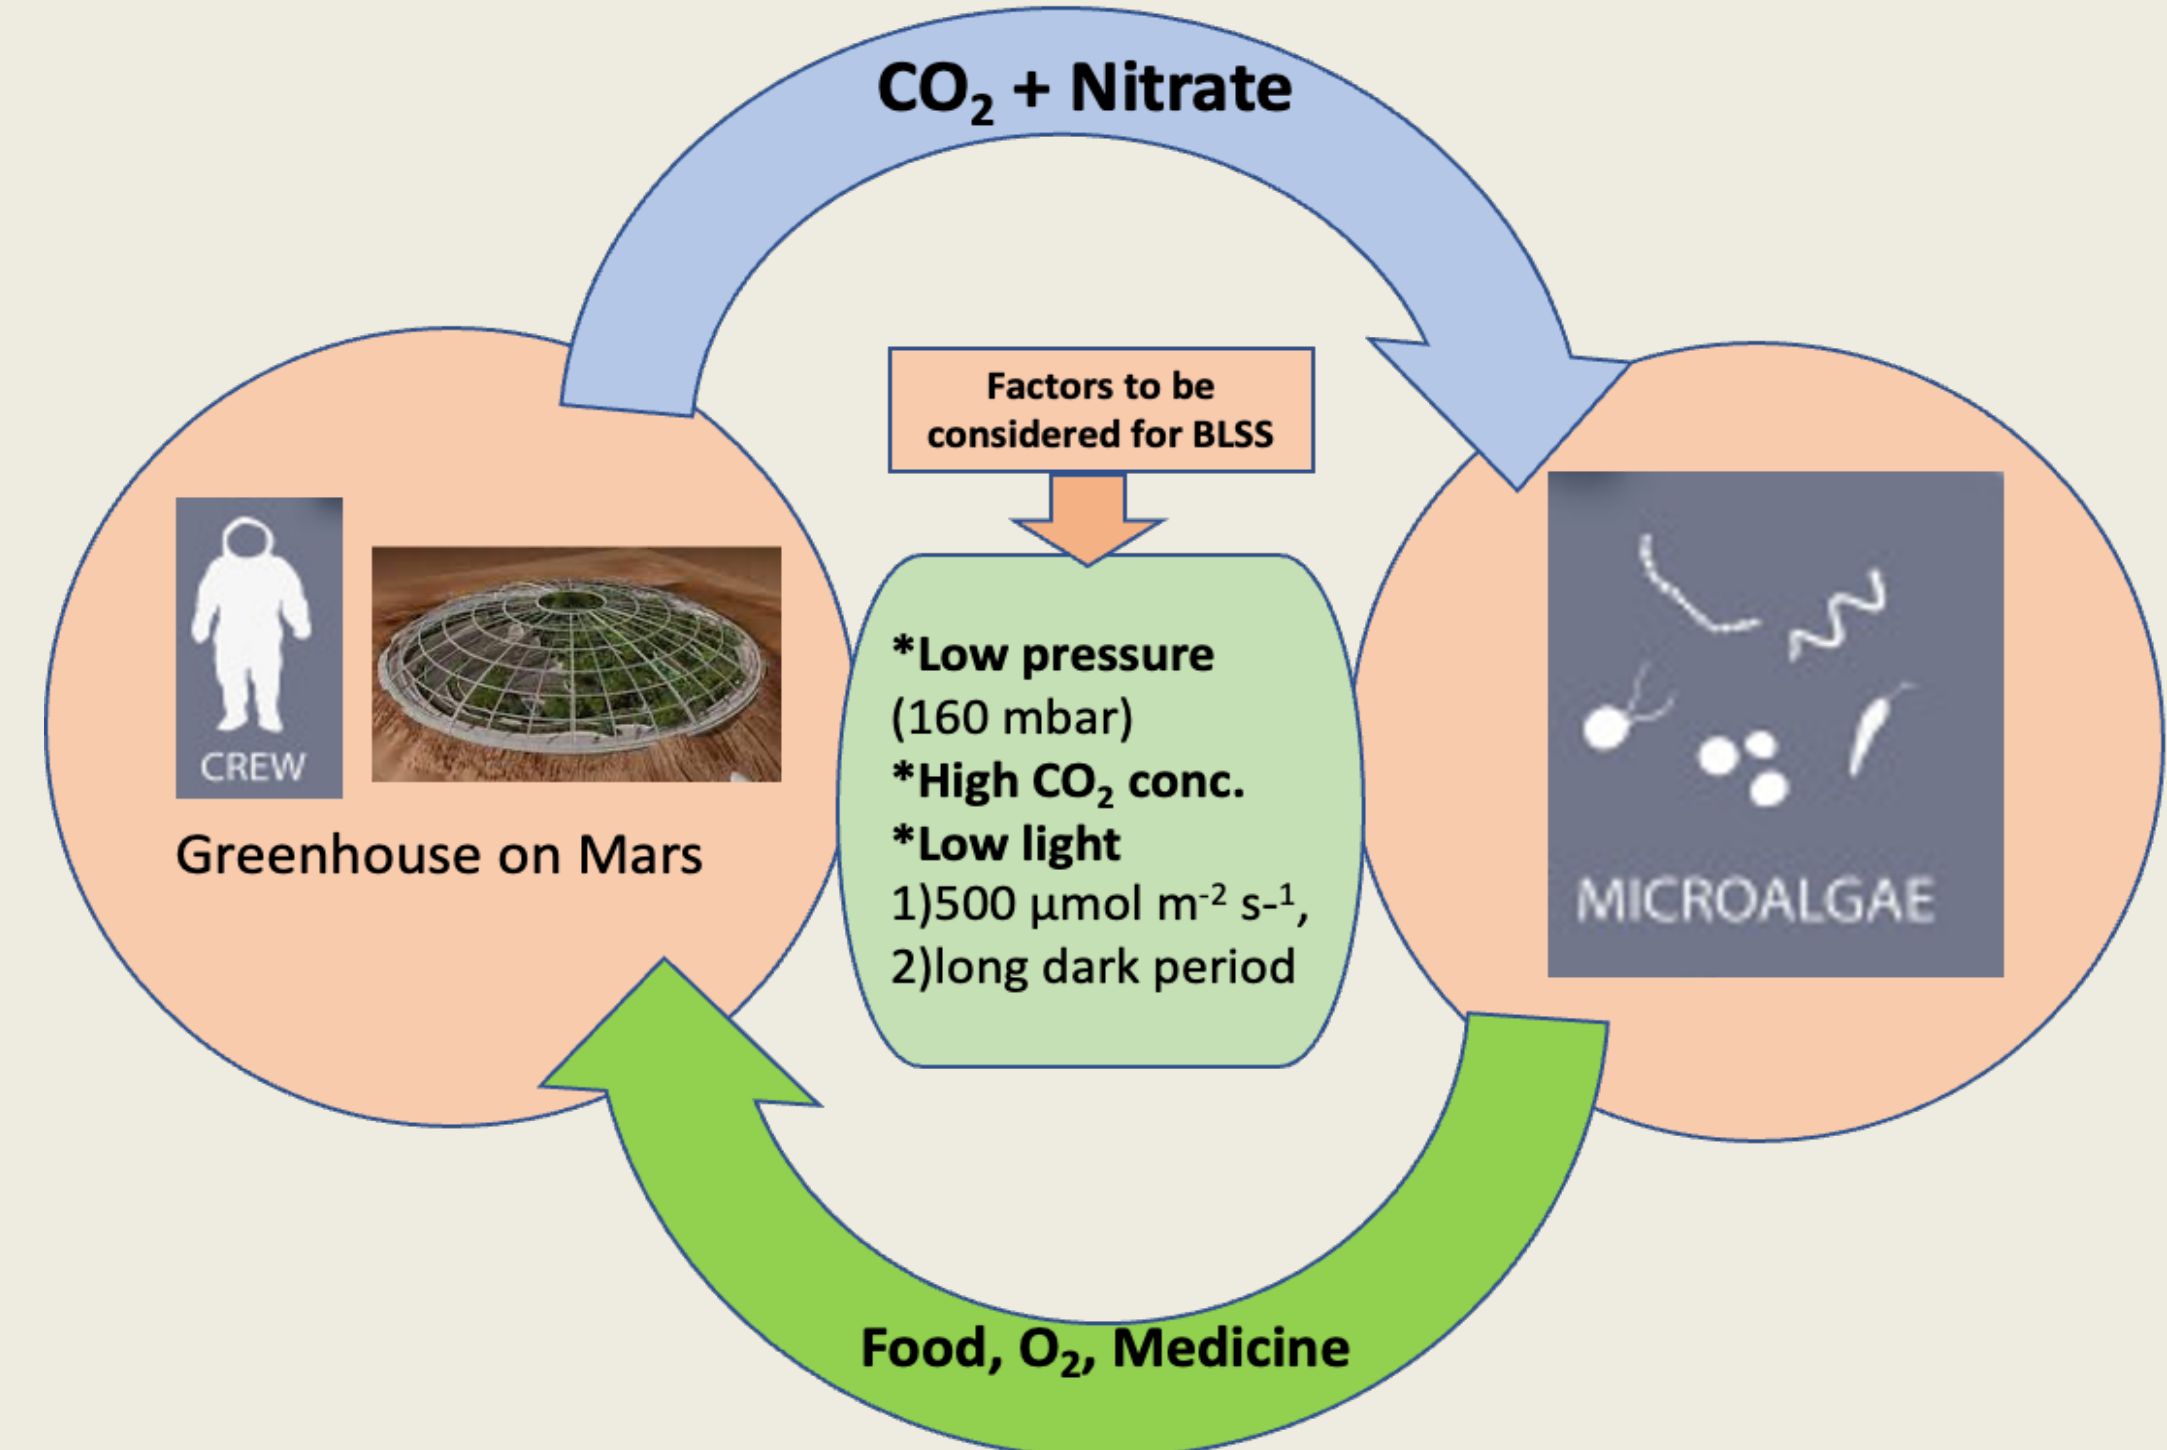 CO₂ + Nitrate
Factors to be
considered for BLSS
CREW
Greenhouse on Mars
*Low pressure
(160 mbar)
*High CO₂ conc.
*Low light
1)500 µmol m⁻² s-¹,
2)long dark period
MICROALGAE
Food, O₂, Medicine